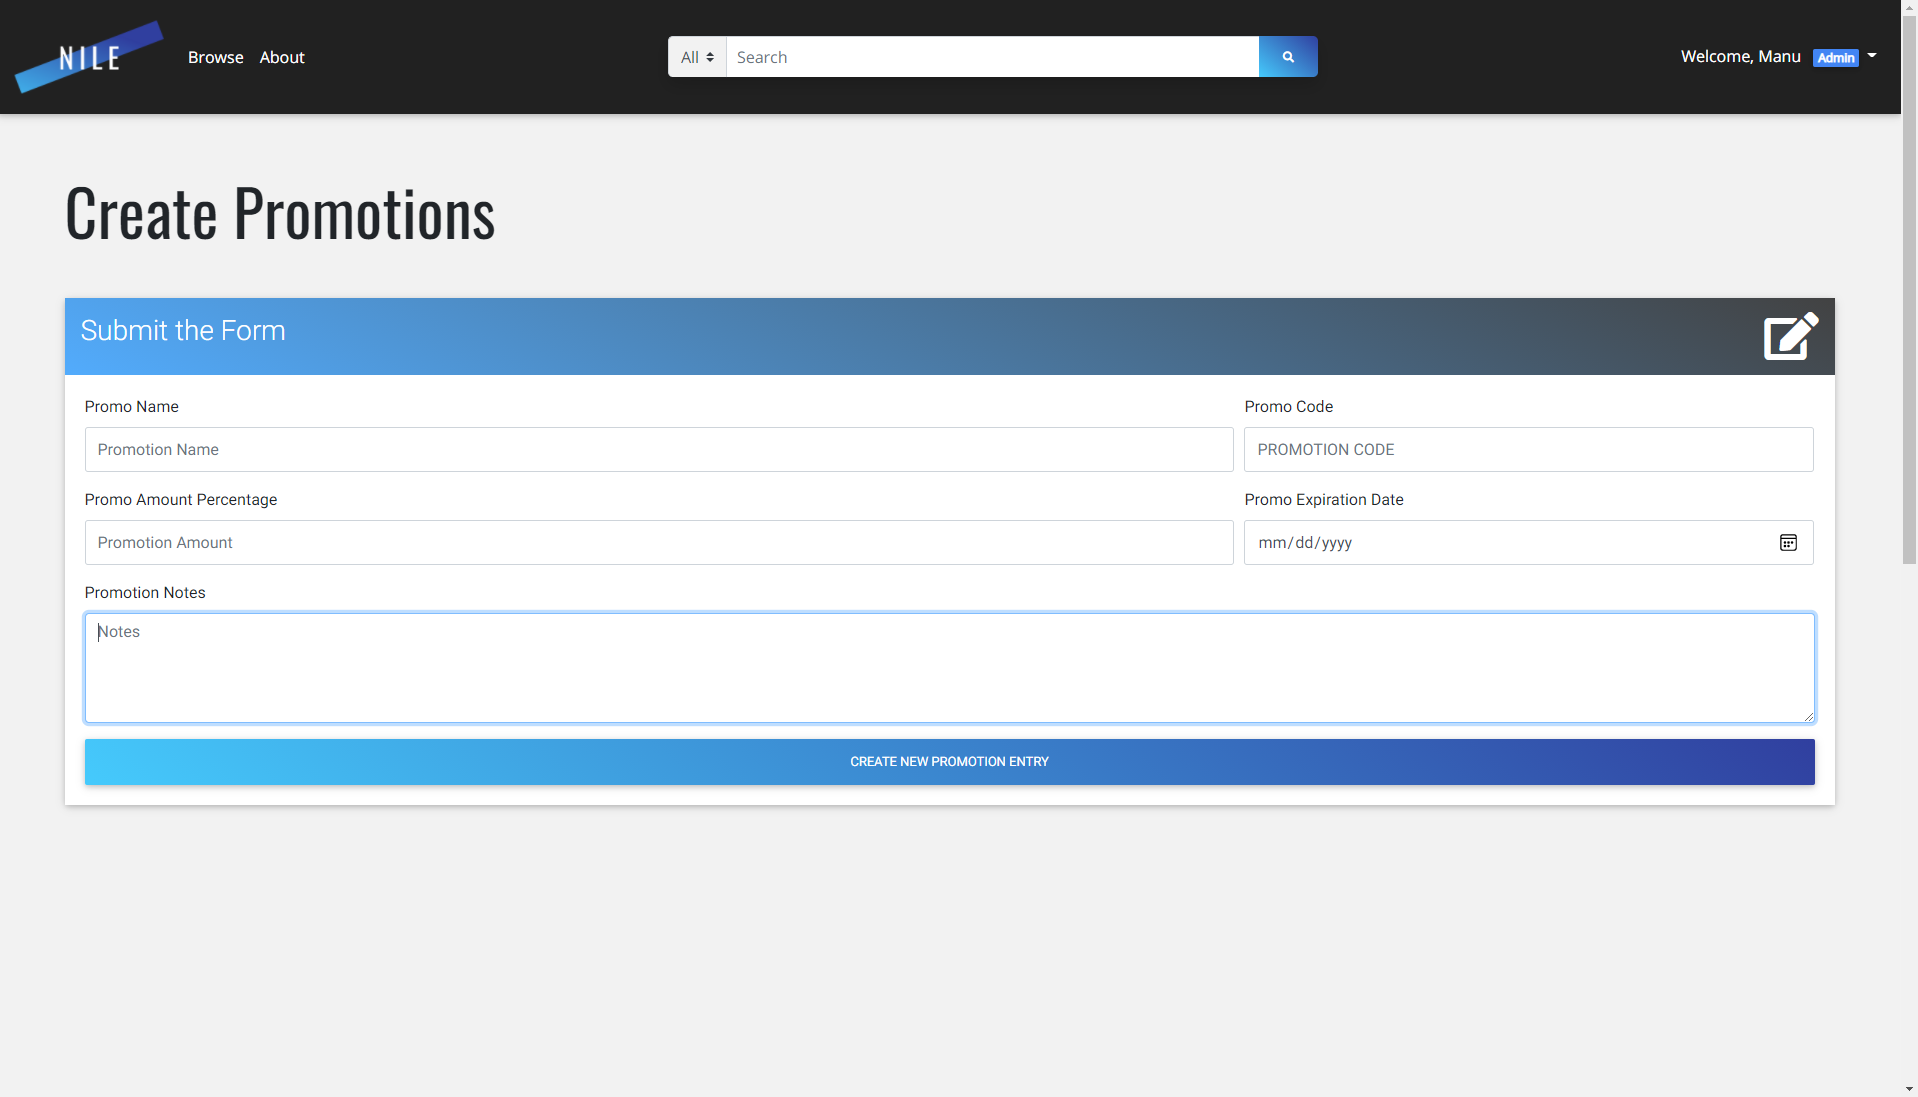 NILE
Browse About
All Search
Welcome, Manu Admin
Create Promotions
Submit the Form
Promo Name
Promotion Name
Promo Code
PROMOTION CODE
Promo Amount Percentage
Promotion Amount
Promo Expiration Date
mm/dd/yyyy
Promotion Notes
Notes
CREATE NEW PROMOTION ENTRY